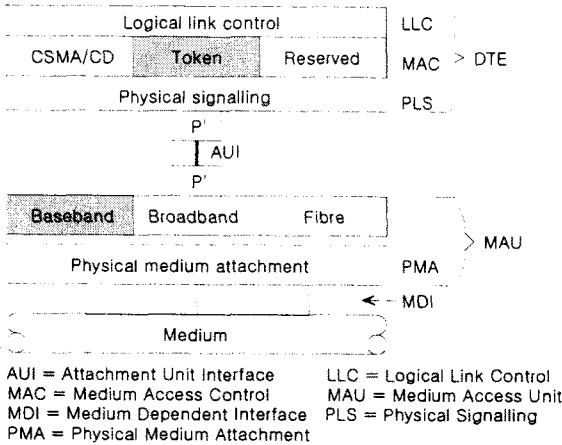 Logical link control LLC
CSMA/CD Token Reserved MAC > DTE
Physical signalling PLS
P'
AUI
P'
Baseband Broadband Fibre
MAU
Physical medium attachment PMA
MDI
Medium
AUI = Attachment Unit Interface LLC = Logical Link Control
MAC = Medium Access Control MAU = Medium Access Unit
MDI = Medium Dependent Interface PLS = Physical Signalling
PMA = Physical Medium Attachment